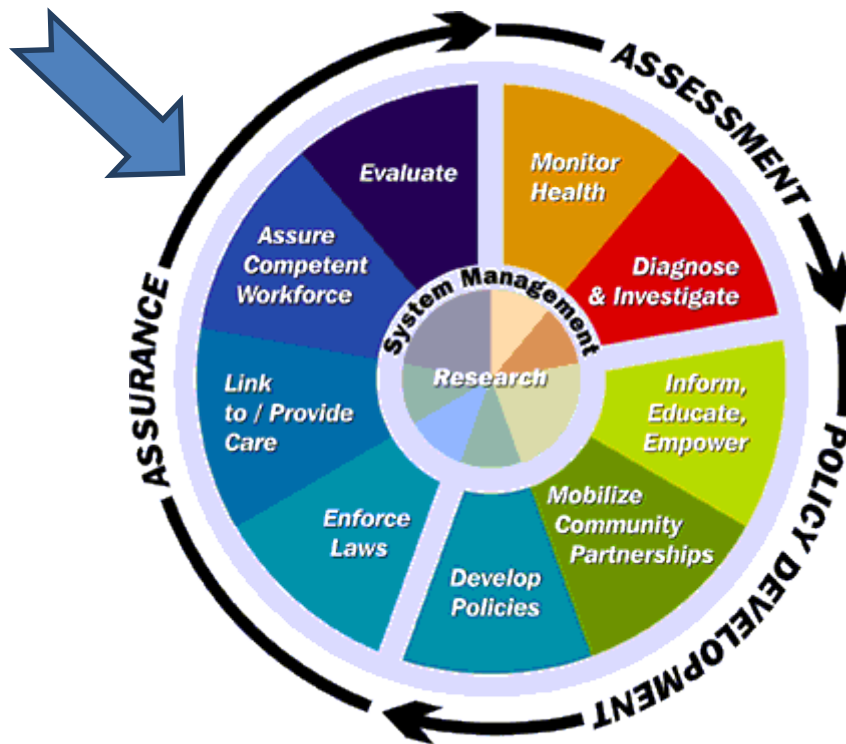 ASSESSMENT
POLICY DEVELOPMENT
ASSURANCE
Monitor
Health
Diagnose
& Investigate
Inform,
Educate,
Empower
Mobilize
Community
Partnerships
Develop
Policies
Enforce
Laws
Link
to / Provide
Care
Assure
Competent
Workforce
Evaluate
System Management
Research